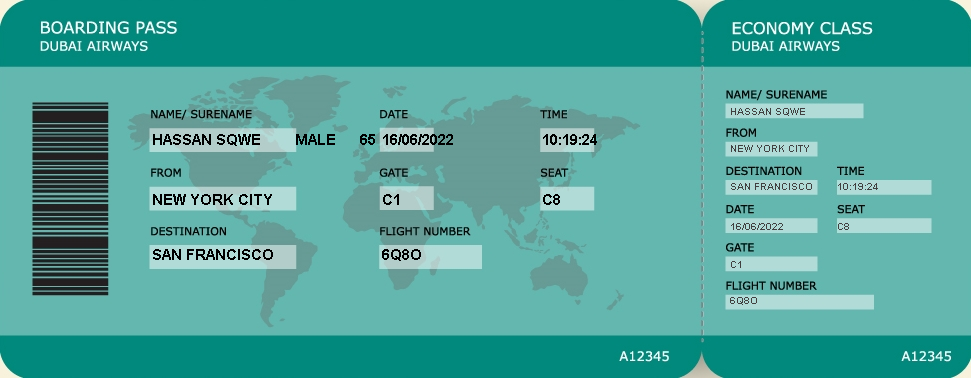 BOARDING PASS
DUBAI AIRWAYS
NAME/ SURENAME
DATE
TIME
HASSAN SQWE MALE 65 16/06/2022 10:19:24
FROM
GATE
SEAT
NEW YORK CITY C1 C8
DESTINATION
FLIGHT NUMBER
SAN FRANCISCO 6Q8O
A12345
ECONOMY CLASS
DUBAI AIRWAYS
NAME/ SURENAME
HASSAN SQWE
FROM
NEW YORK CITY
DESTINATION TIME
SAN FRANCISCO 10:19:24
DATE SEAT
16/06/2022 C8
GATE
C1
FLIGHT NUMBER
6Q8O
A12345